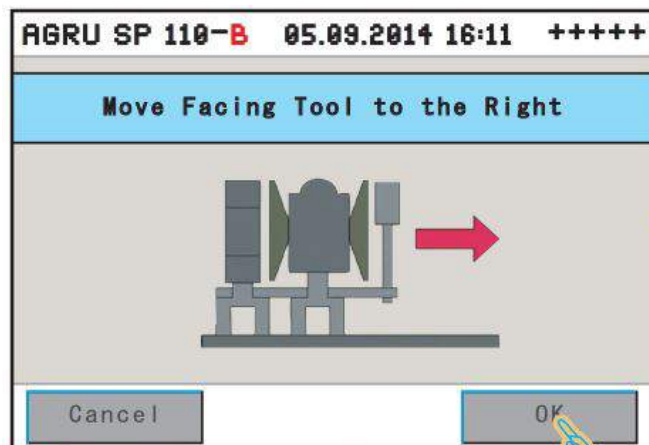 AGRU SP 110-B 05.09.2014 16:11 +++++
Move Facing Tool to the Right
Cancel
OK